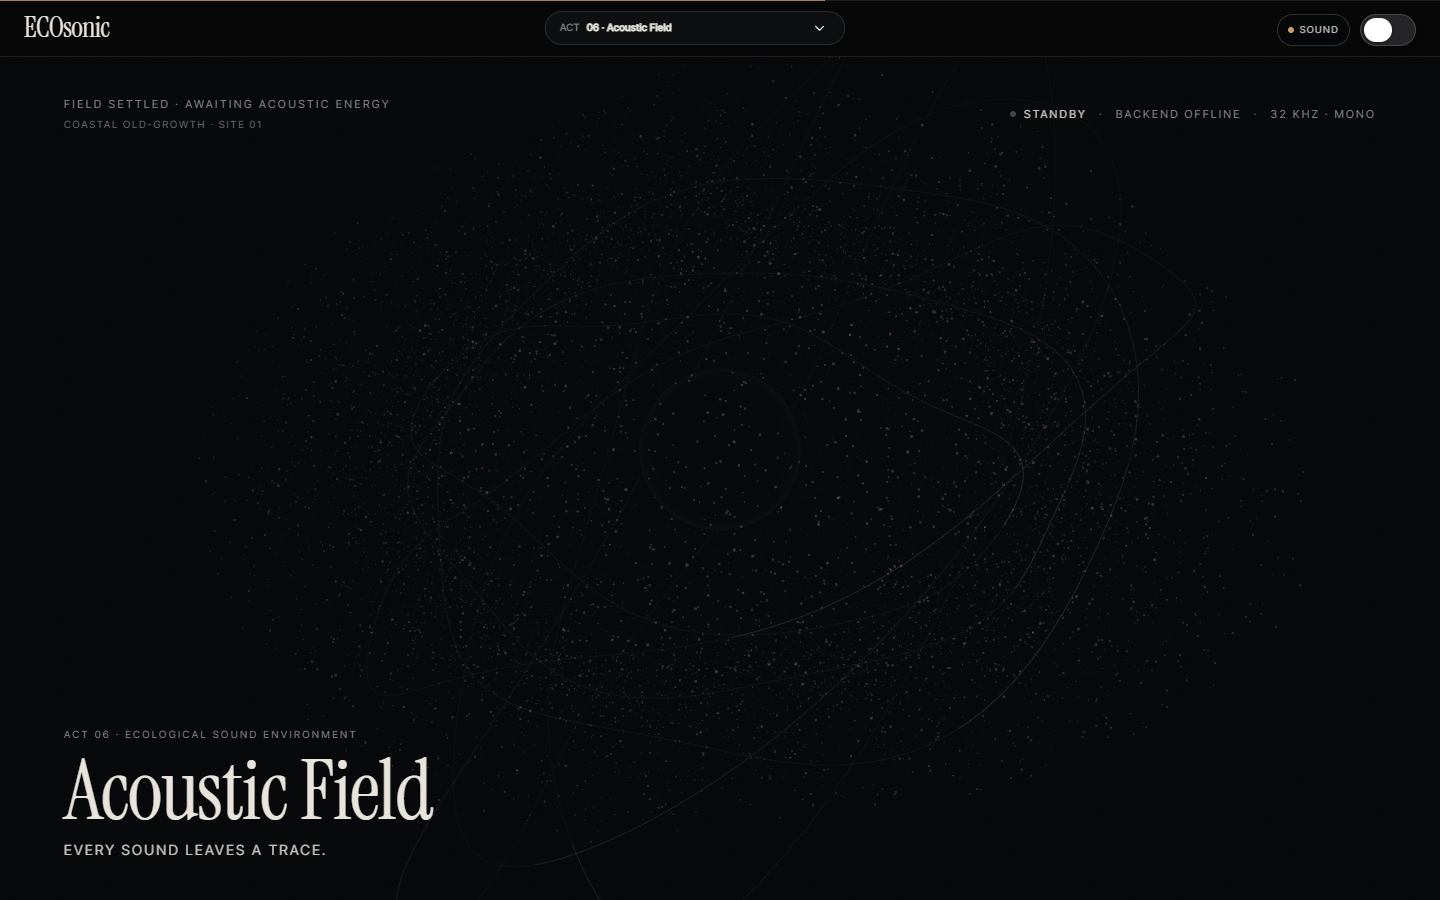 ECOsonic
ACT 06 - Acoustic Field
SOUND
FIELD SETTLED · AWAITING ACOUSTIC ENERGY
COASTAL OLD-GROWTH · SITE 01
STANDBY · BACKEND OFFLINE · 32 KHZ · MONO
ACT 06 · ECOLOGICAL SOUND ENVIRONMENT
Acoustic Field
EVERY SOUND LEAVES A TRACE.